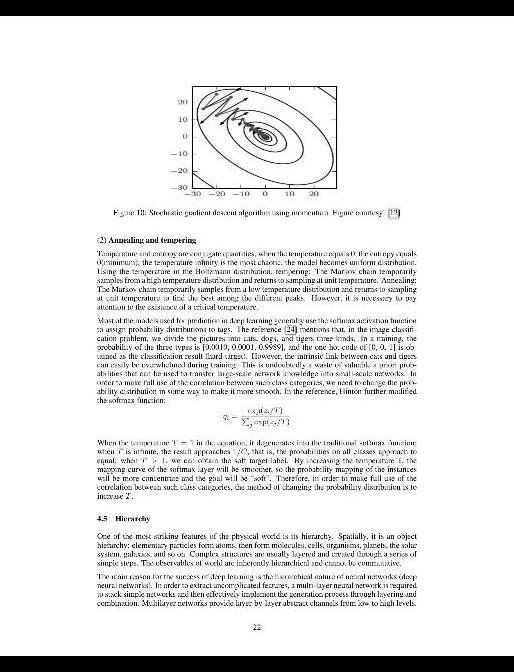 20
10
0
−10
−20
−30
−30 −20 −10 0 10 20
Figure 10: Stochastic gradient descent algorithm using momentum. Figure courtesy: [12]
(2) Annealing and tempering
Temperature and entropy are conjugate quantities, when the temperature equals 0, the entropy equals
0(minimum); the temperature infinity is the most chaotic, the model becomes uniform distribution.
Using the temperature in the Boltzmann distribution, tempering: The Markov chain temporarily
samples from a high temperature distribution and returns to sampling at unit temperature. Annealing:
The Markov chain temporarily samples from a low temperature distribution and returns to sampling
at unit temperature to find the best among the different peaks. However, it is necessary to pay
attention to the existence of a critical temperature.
Most of the models used for prediction in deep learning generally use the softmax activation function
to assign probability distributions to tags. The reference [24] mentions that, in the image classifi-
cation problem, we divide the pictures into cats, dogs, and tigers three kinds. In a training, the
probability of the three types is [0.0010, 0.0001, 0.9989], and the one hot code of [0, 0, 1] is ob-
tained as the classification result (hard target). However, the intrinsic link between cats and tigers
can be easily overwhelmed during training. This is undoubtedly a waste of valuable a priori prob-
abilities that can be used to transfer large-scale network knowledge into small-scale networks. In
order to make full use of the correlation between such class categories, we need to change the prob-
ability distribution in some way to make it more smooth. In the reference, Hinton further modified
the softmax function:
q_i = exp(z_i/T) / ∑_j exp(z_j/T)
When the temperature T = 1 in the equation, it degenerates into the traditional softmax function;
when T is infinite, the result approaches 1/C, that is, the probabilities on all classes approach to
equal; when T > 1, we can obtain the soft target label. By increasing the temperature T, the
mapping curve of the softmax layer will be smoother, so the probability mapping of the instances
will be more concentrate and the goal will be "soft". Therefore, in order to make full use of the
correlation between such class categories, the method of changing the probability distribution is to
increase T.
4.5 Hierarchy
One of the most striking features of the physical world is its hierarchy. Spatially, it is an object
hierarchy: elementary particles form atoms, then form molecules, cells, organisms, planets, the solar
system, galaxies, and so on. Complex structures are usually layered and created through a series of
simple steps. The observables of world are inherently hierarchical and cannot be commutative.
The main reason for the success of deep learning is the hierarchical nature of neural networks (deep
neural networks). In order to extract uncomplicated features, a multi-layer neural network is required
to stack simple networks and then effectively implement the generation process through layering and
combination. Multilayer networks provide layer-by-layer abstract channels from low to high levels.
22